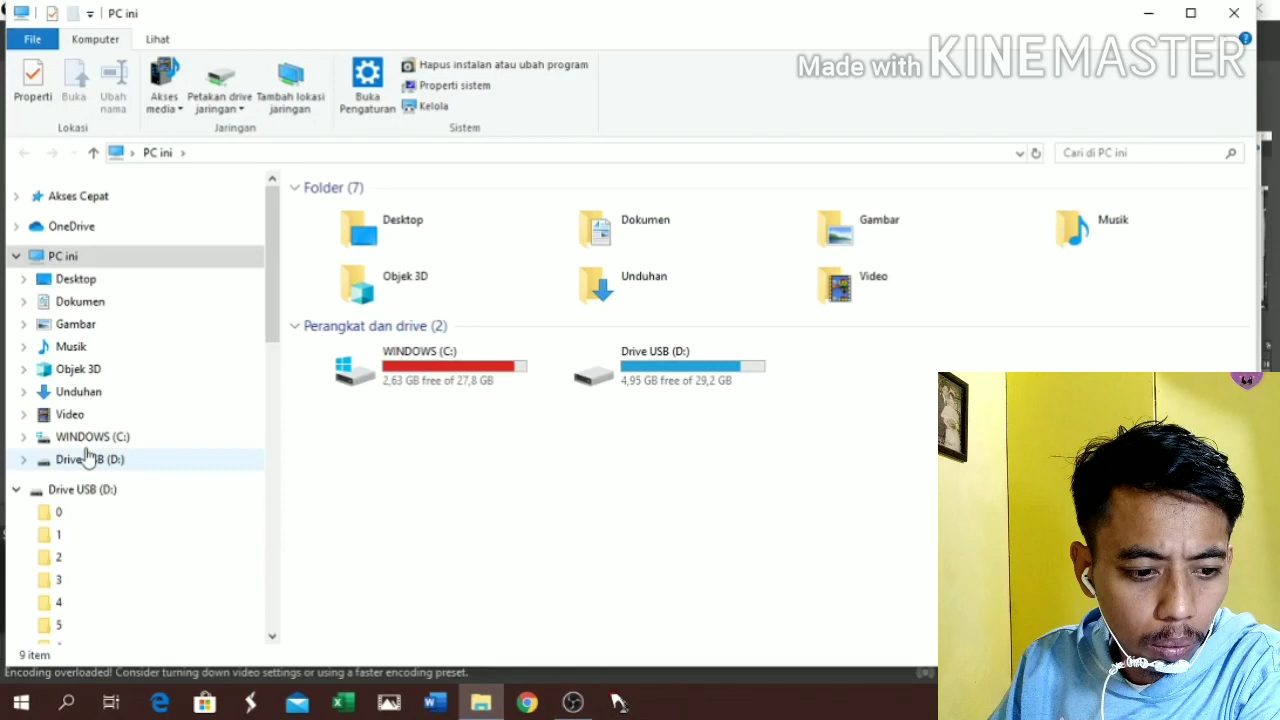 PC ini
File Komputer Lihat
Made with KINEMASTER
Properti
Buka
Ubah nama
Lokasi
Akses media
Petakan drive jaringan
Tambah lokasi jaringan
Jaringan
Buka Pengaturan
Hapus instalan atau ubah program
Properti sistem
Kelola
Sistem
PC ini
Cari di PC ini
Akses Cepat
OneDrive
PC ini
Desktop
Dokumen
Gambar
Musik
Objek 3D
Unduhan
Video
WINDOWS (C:)
Drive USB (D:)
Drive USB (D:)
0
1
2
3
4
5
Folder (7)
Desktop
Dokumen
Gambar
Musik
Objek 3D
Unduhan
Video
Perangkat dan drive (2)
WINDOWS (C:)
2,63 GB free of 27,8 GB
Drive USB (D:)
4,95 GB free of 29,2 GB
9 item
Encoding overloaded! Consider turning down video settings or using a faster encoding preset.